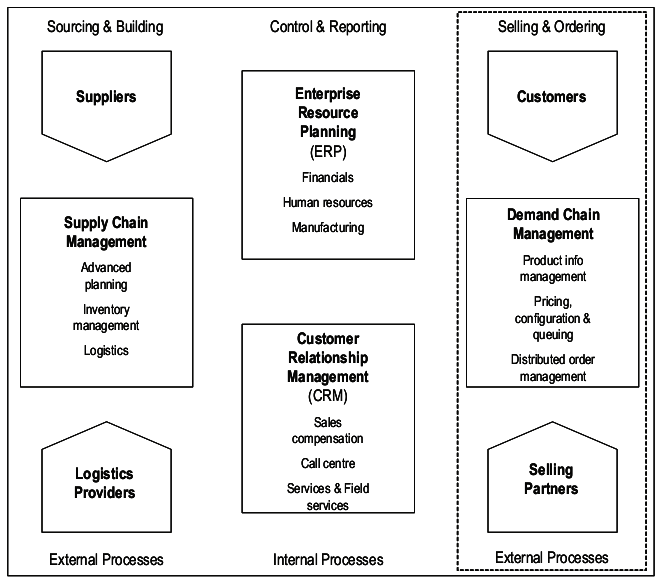 Sourcing & Building
Suppliers
Supply Chain
Management
Advanced
planning
Inventory
management
Logistics
Logistics
Providers
External Processes
Control & Reporting
Enterprise
Resource
Planning
(ERP)
Financials
Human resources
Manufacturing
Customer
Relationship
Management
(CRM)
Sales
compensation
Call centre
Services & Field
services
Internal Processes
Selling & Ordering
Customers
Demand Chain
Management
Product info
management
Pricing,
configuration &
queuing
Distributed order
management
Selling
Partners
External Processes